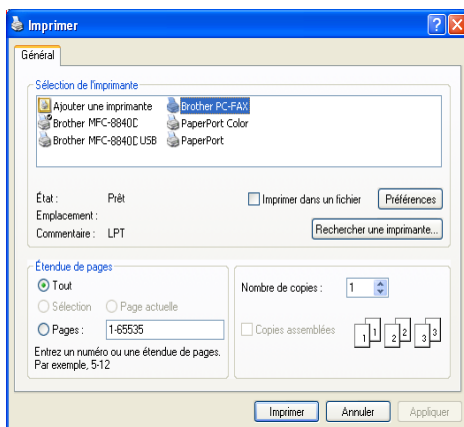 Imprimer
Général
Sélection de l'imprimante
Ajouter une imprimante
Brother PC-FAX
Brother MFC-8840D
PaperPort Color
Brother MFC-8840D USB
PaperPort
État :
Prêt
Imprimer dans un fichier
Préférences
Emplacement :
Commentaire :
LPT
Rechercher une imprimante...
Étendue de pages
Tout
Nombre de copies :
1
Sélection
Page actuelle
Copies assemblées
1 1 2 2 3 3
Pages :
1-65535
Entrez un numéro ou une étendue de pages.
Par exemple, 5-12
Imprimer
Annuler
Appliquer